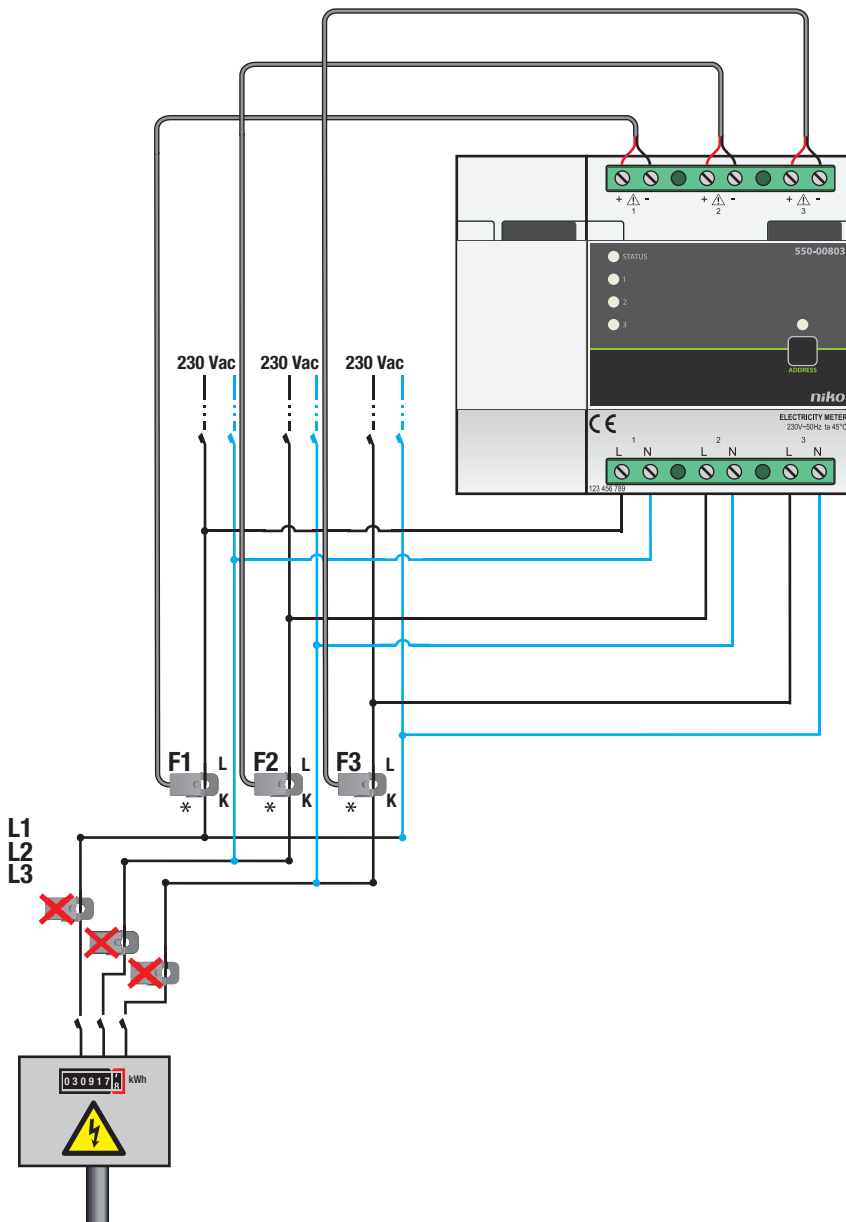 + ⚠ - + ⚠ - + ⚠ -
1 2 3
550-00803
STATUS
1
2
3
ADDRESS
niko
230 Vac 230 Vac 230 Vac
CE
ELECTRICITY METER
230V~50Hz ta 45°C
1 2 3
L N L N L N
123 456 789
F1 L F2 L F3 L
* K * K * K
L1
L2
L3
030917 7 8 kWh